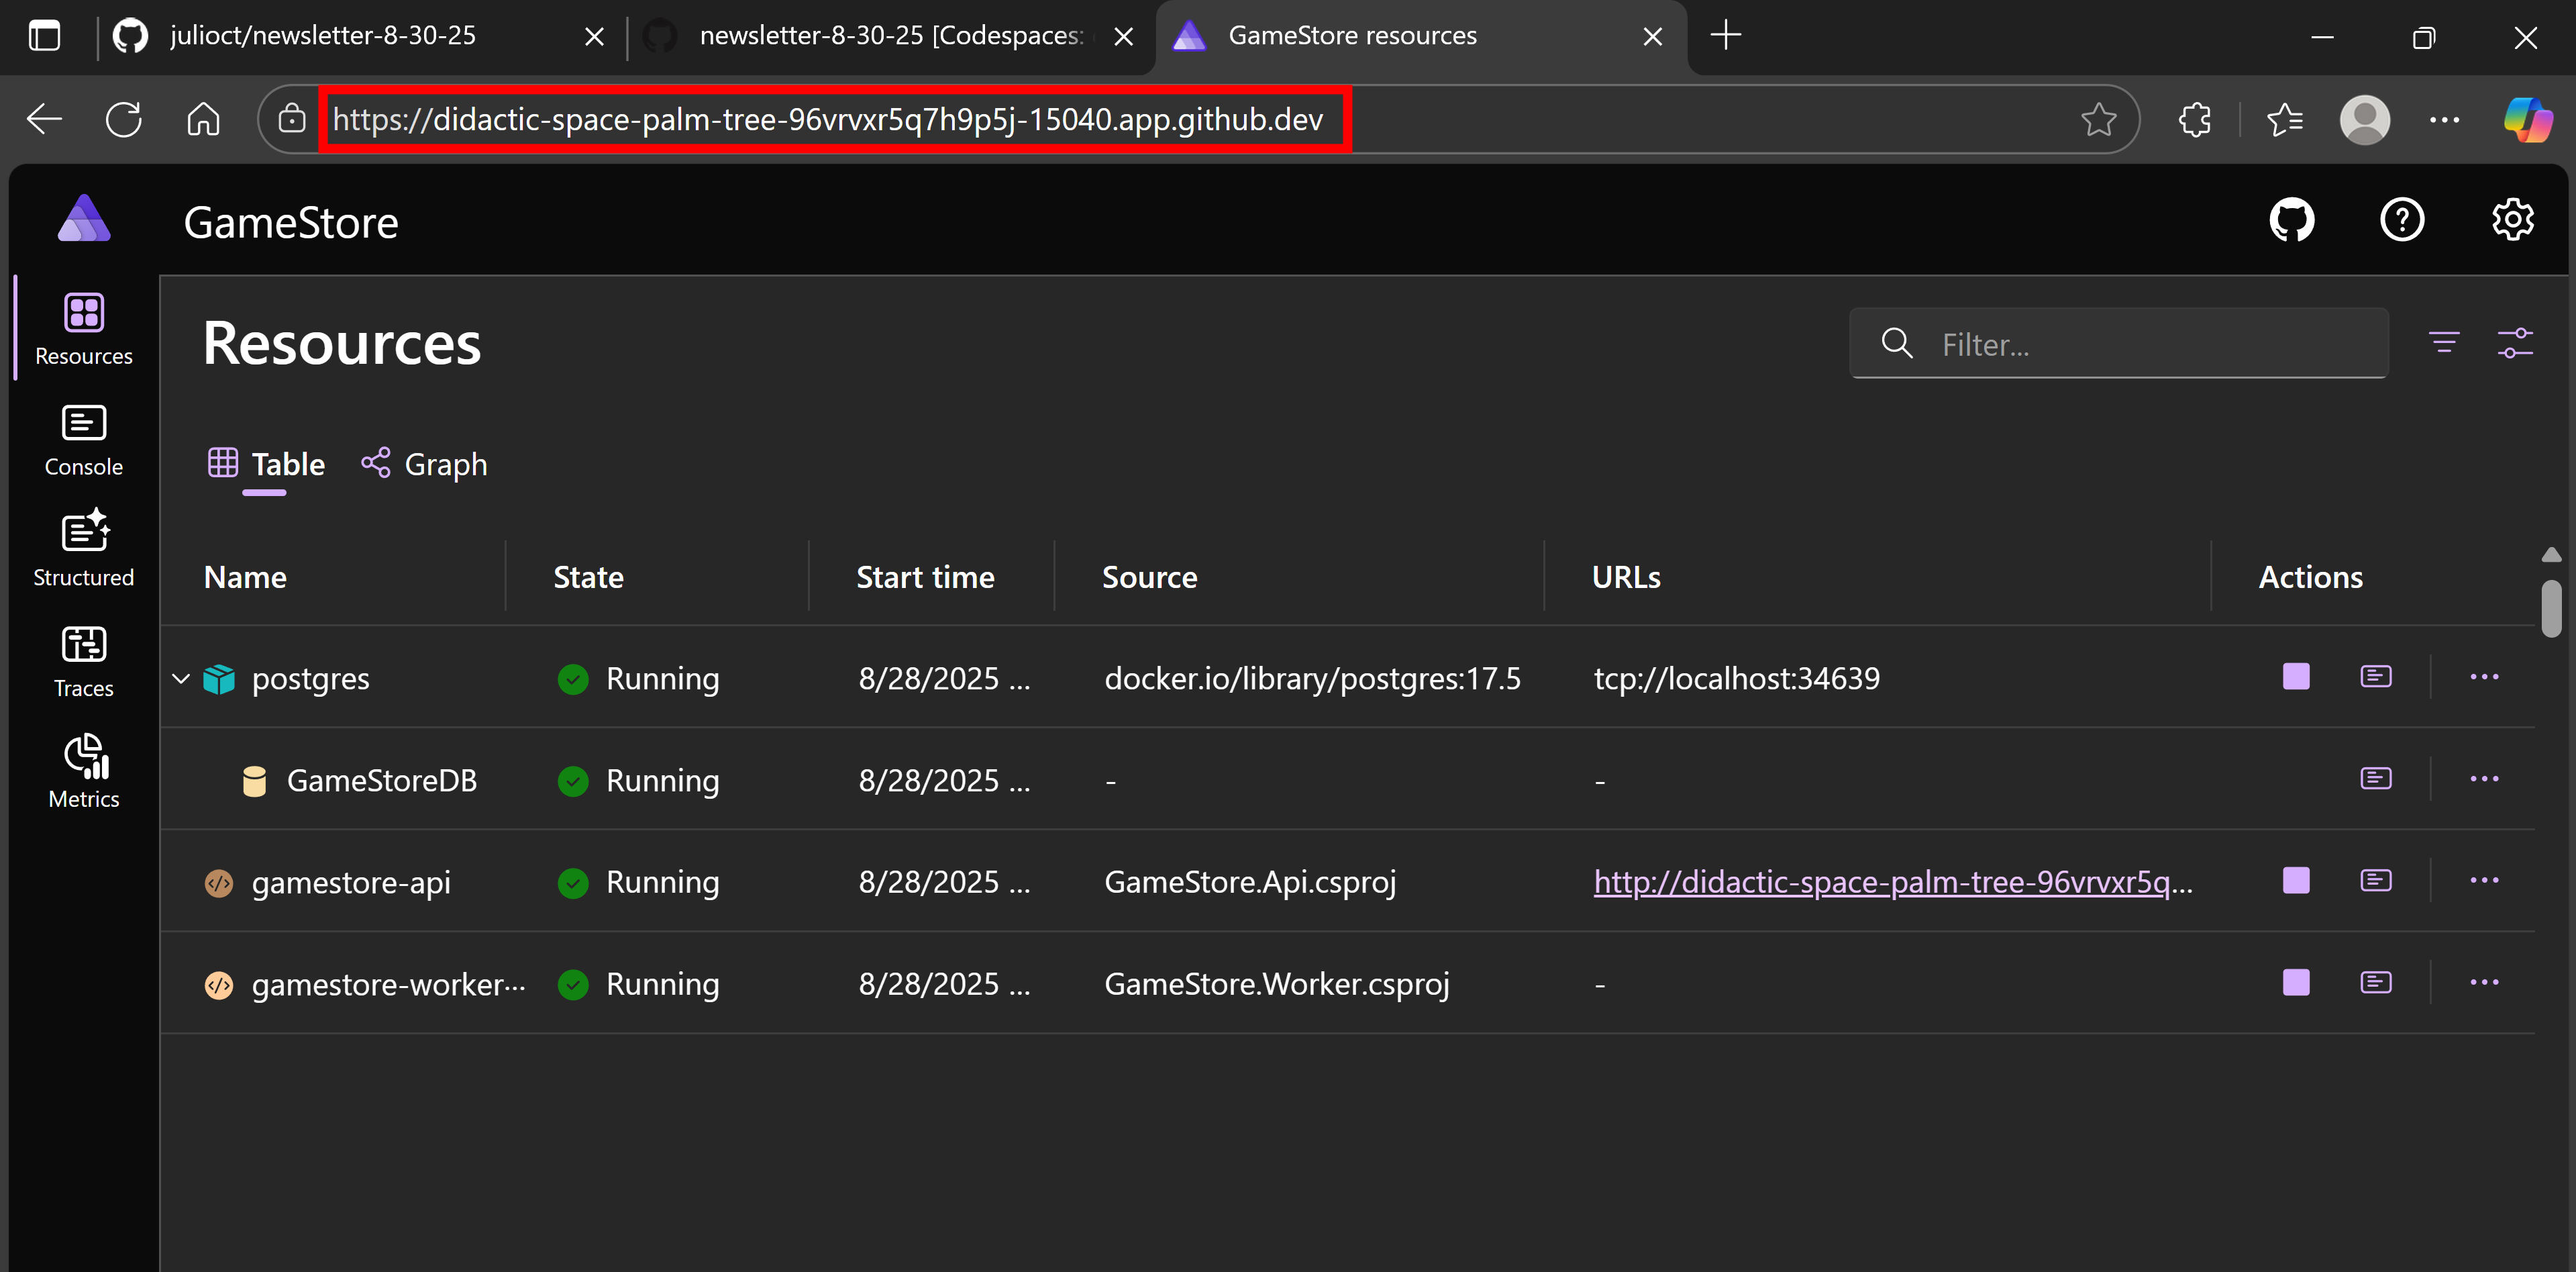 julioct/newsletter-8-30-25
newsletter-8-30-25 [Codespaces:
GameStore resources
https://didactic-space-palm-tree-96vrvxr5q7h9p5j-15040.app.github.dev
GameStore
Resources
Console
Structured
Traces
Metrics
Resources
Filter...
Table Graph
Name State Start time Source URLs Actions
postgres Running 8/28/2025 ... docker.io/library/postgres:17.5 tcp://localhost:34639
GameStoreDB Running 8/28/2025 ... - -
gamestore-api Running 8/28/2025 ... GameStore.Api.csproj http://didactic-space-palm-tree-96vrvxr5q...
gamestore-worker... Running 8/28/2025 ... GameStore.Worker.csproj -